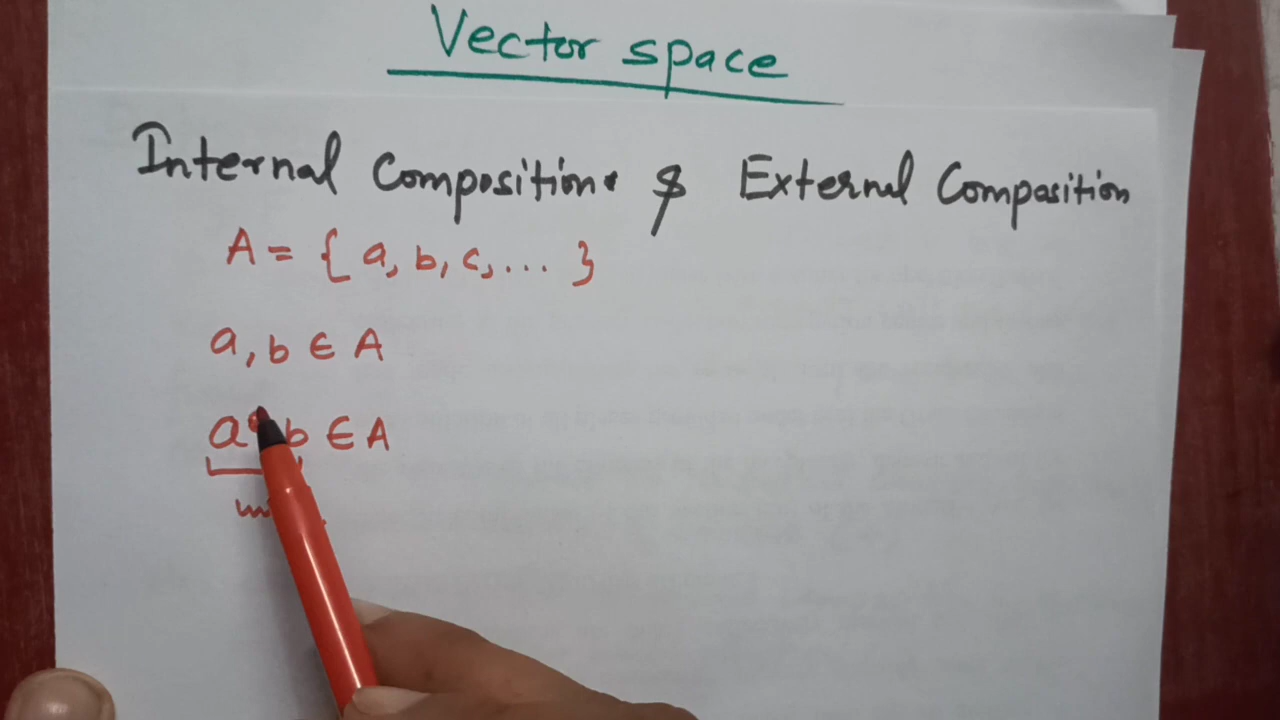 Vector space
Internal Composition & External Composition
A = { a, b, c, ... }
a, b ∈ A
a b ∈ A